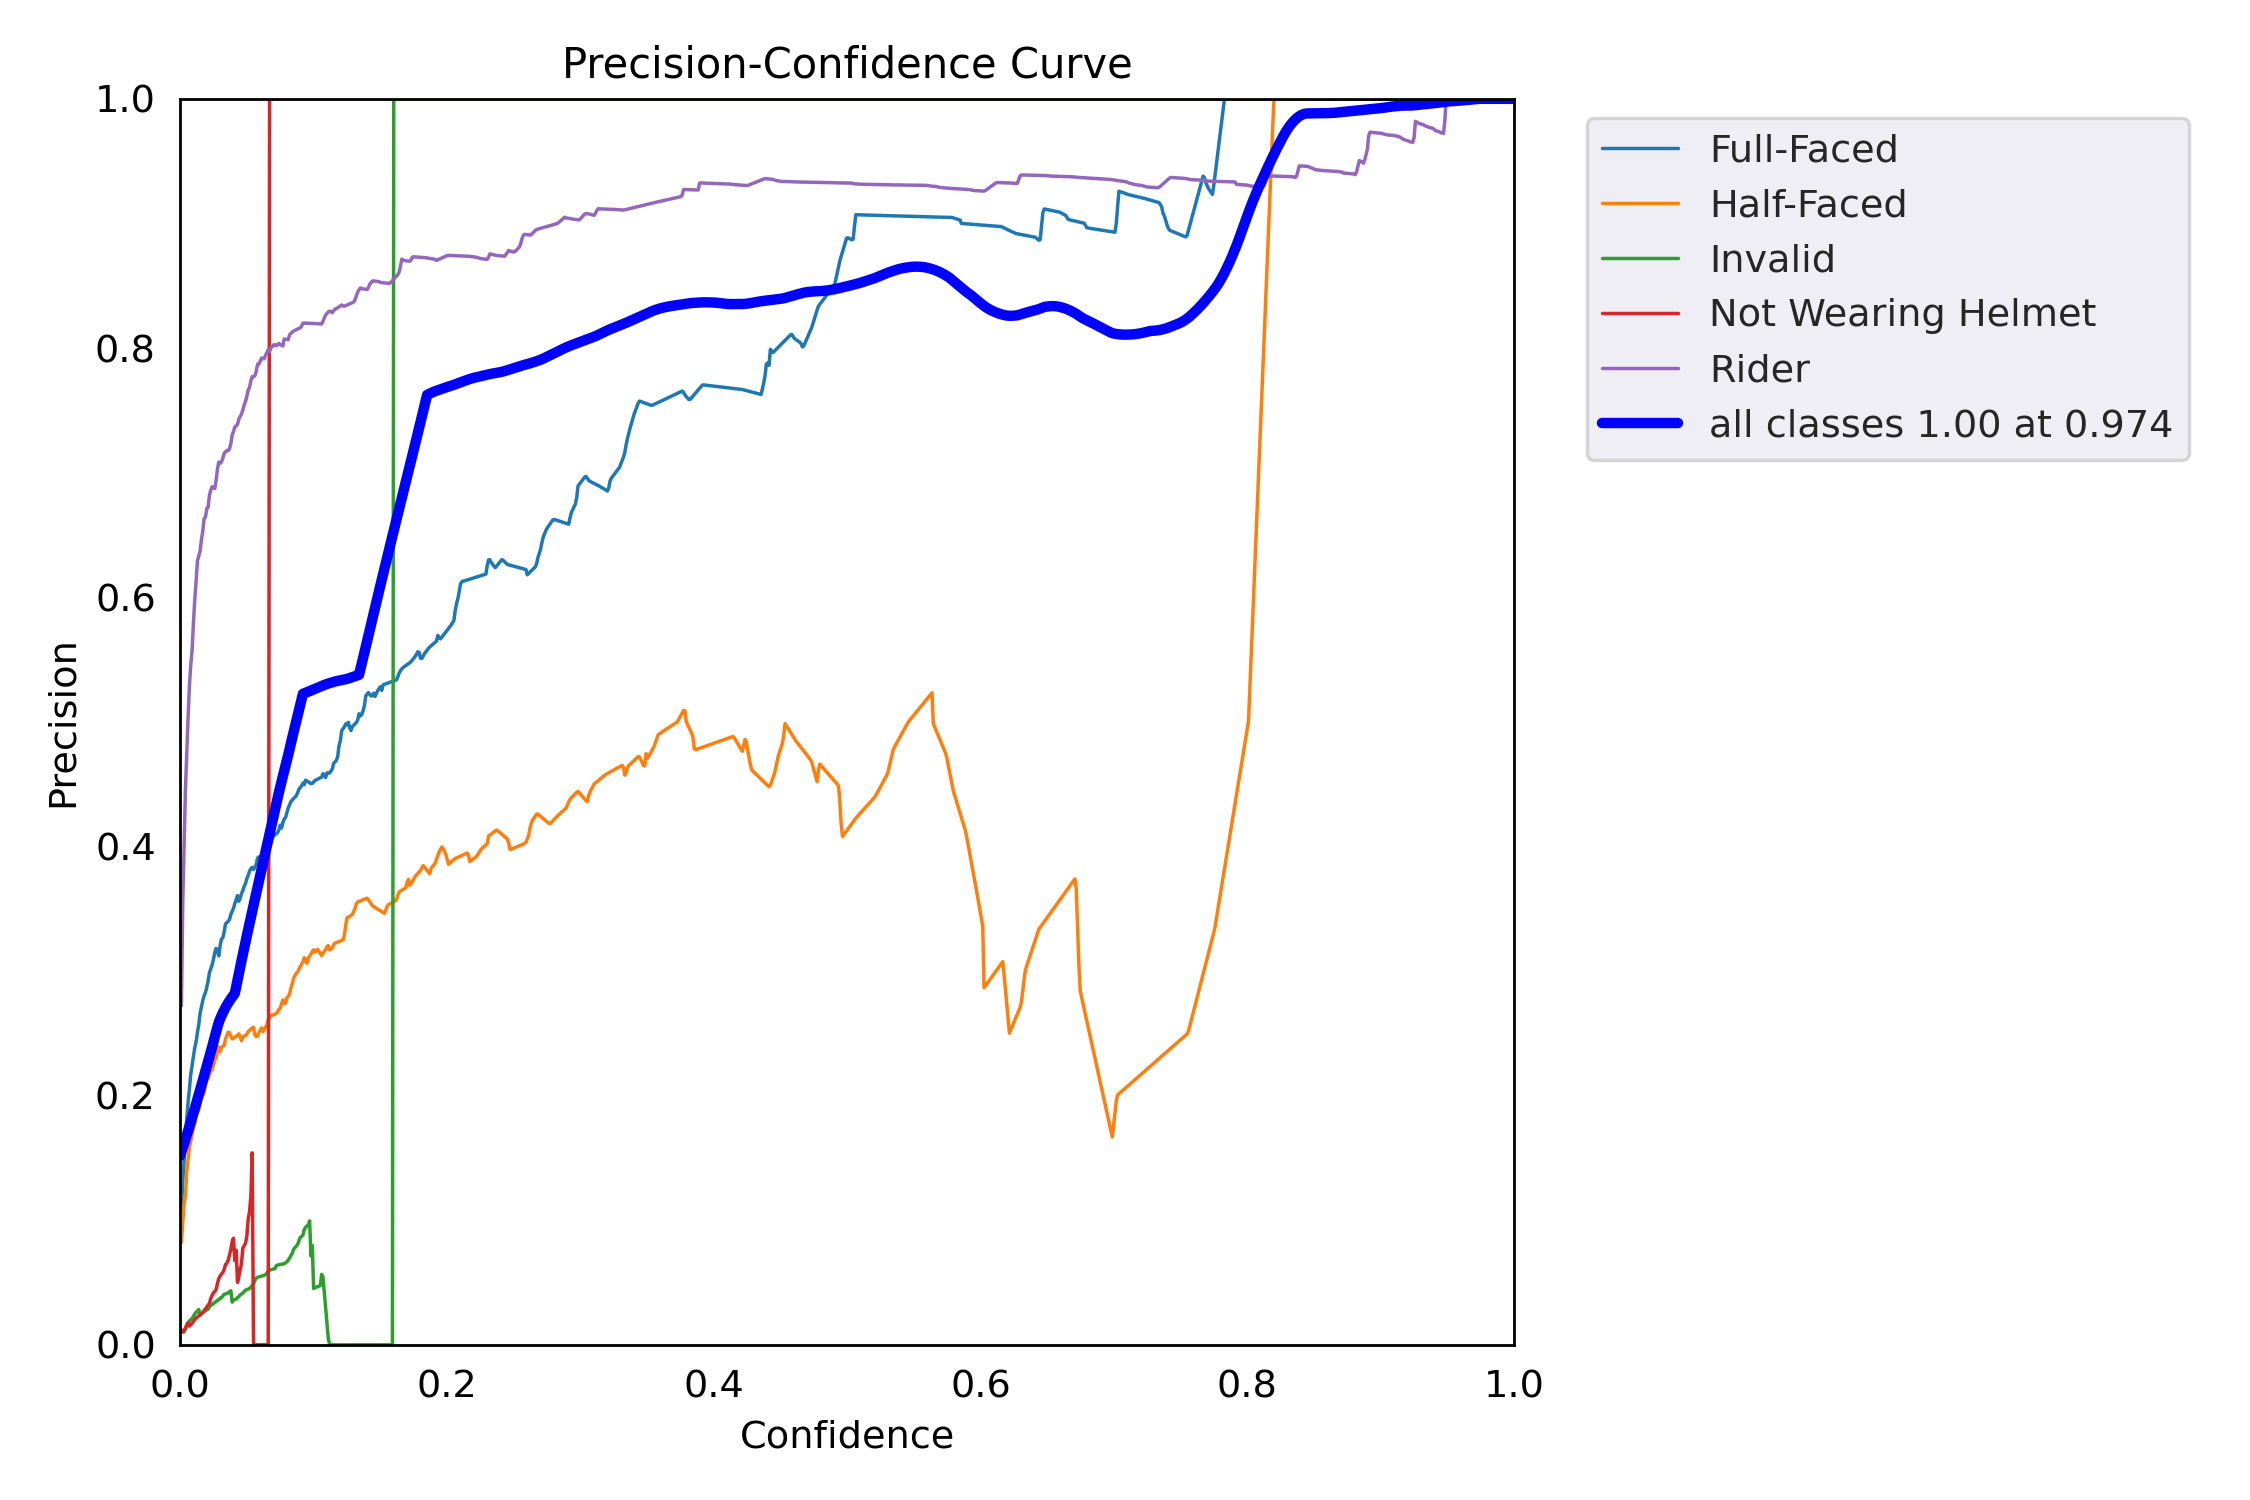 Precision-Confidence Curve
1.0
0.8
0.6
0.4
0.2
0.0
Precision
0.0 0.2 0.4 0.6 0.8 1.0
Confidence
Full-Faced
Half-Faced
Invalid
Not Wearing Helmet
Rider
all classes 1.00 at 0.974